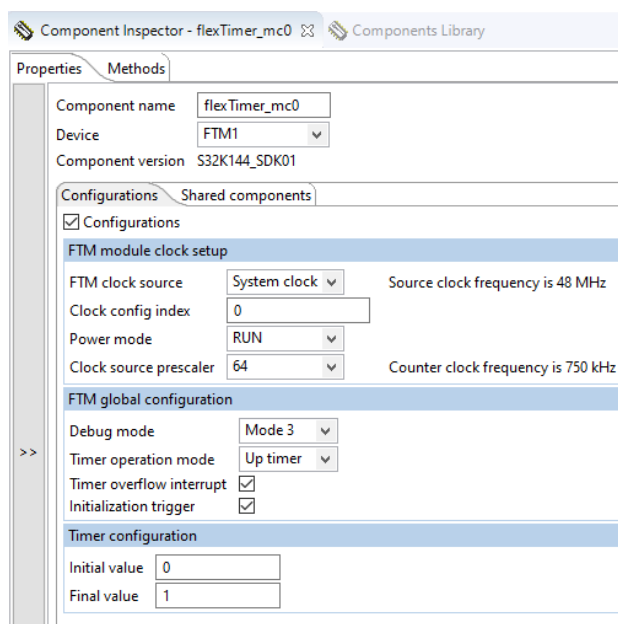 Component Inspector - flexTimer_mc0 Components Library
Properties Methods
Component name flexTimer_mc0
Device FTM1
Component version S32K144_SDK01
Configurations Shared components
Configurations
FTM module clock setup
FTM clock source System clock Source clock frequency is 48 MHz
Clock config index 0
Power mode RUN
Clock source prescaler 64 Counter clock frequency is 750 kHz
FTM global configuration
Debug mode Mode 3
>>
Timer operation mode Up timer
Timer overflow interrupt
Initialization trigger
Timer configuration
Initial value 0
Final value 1